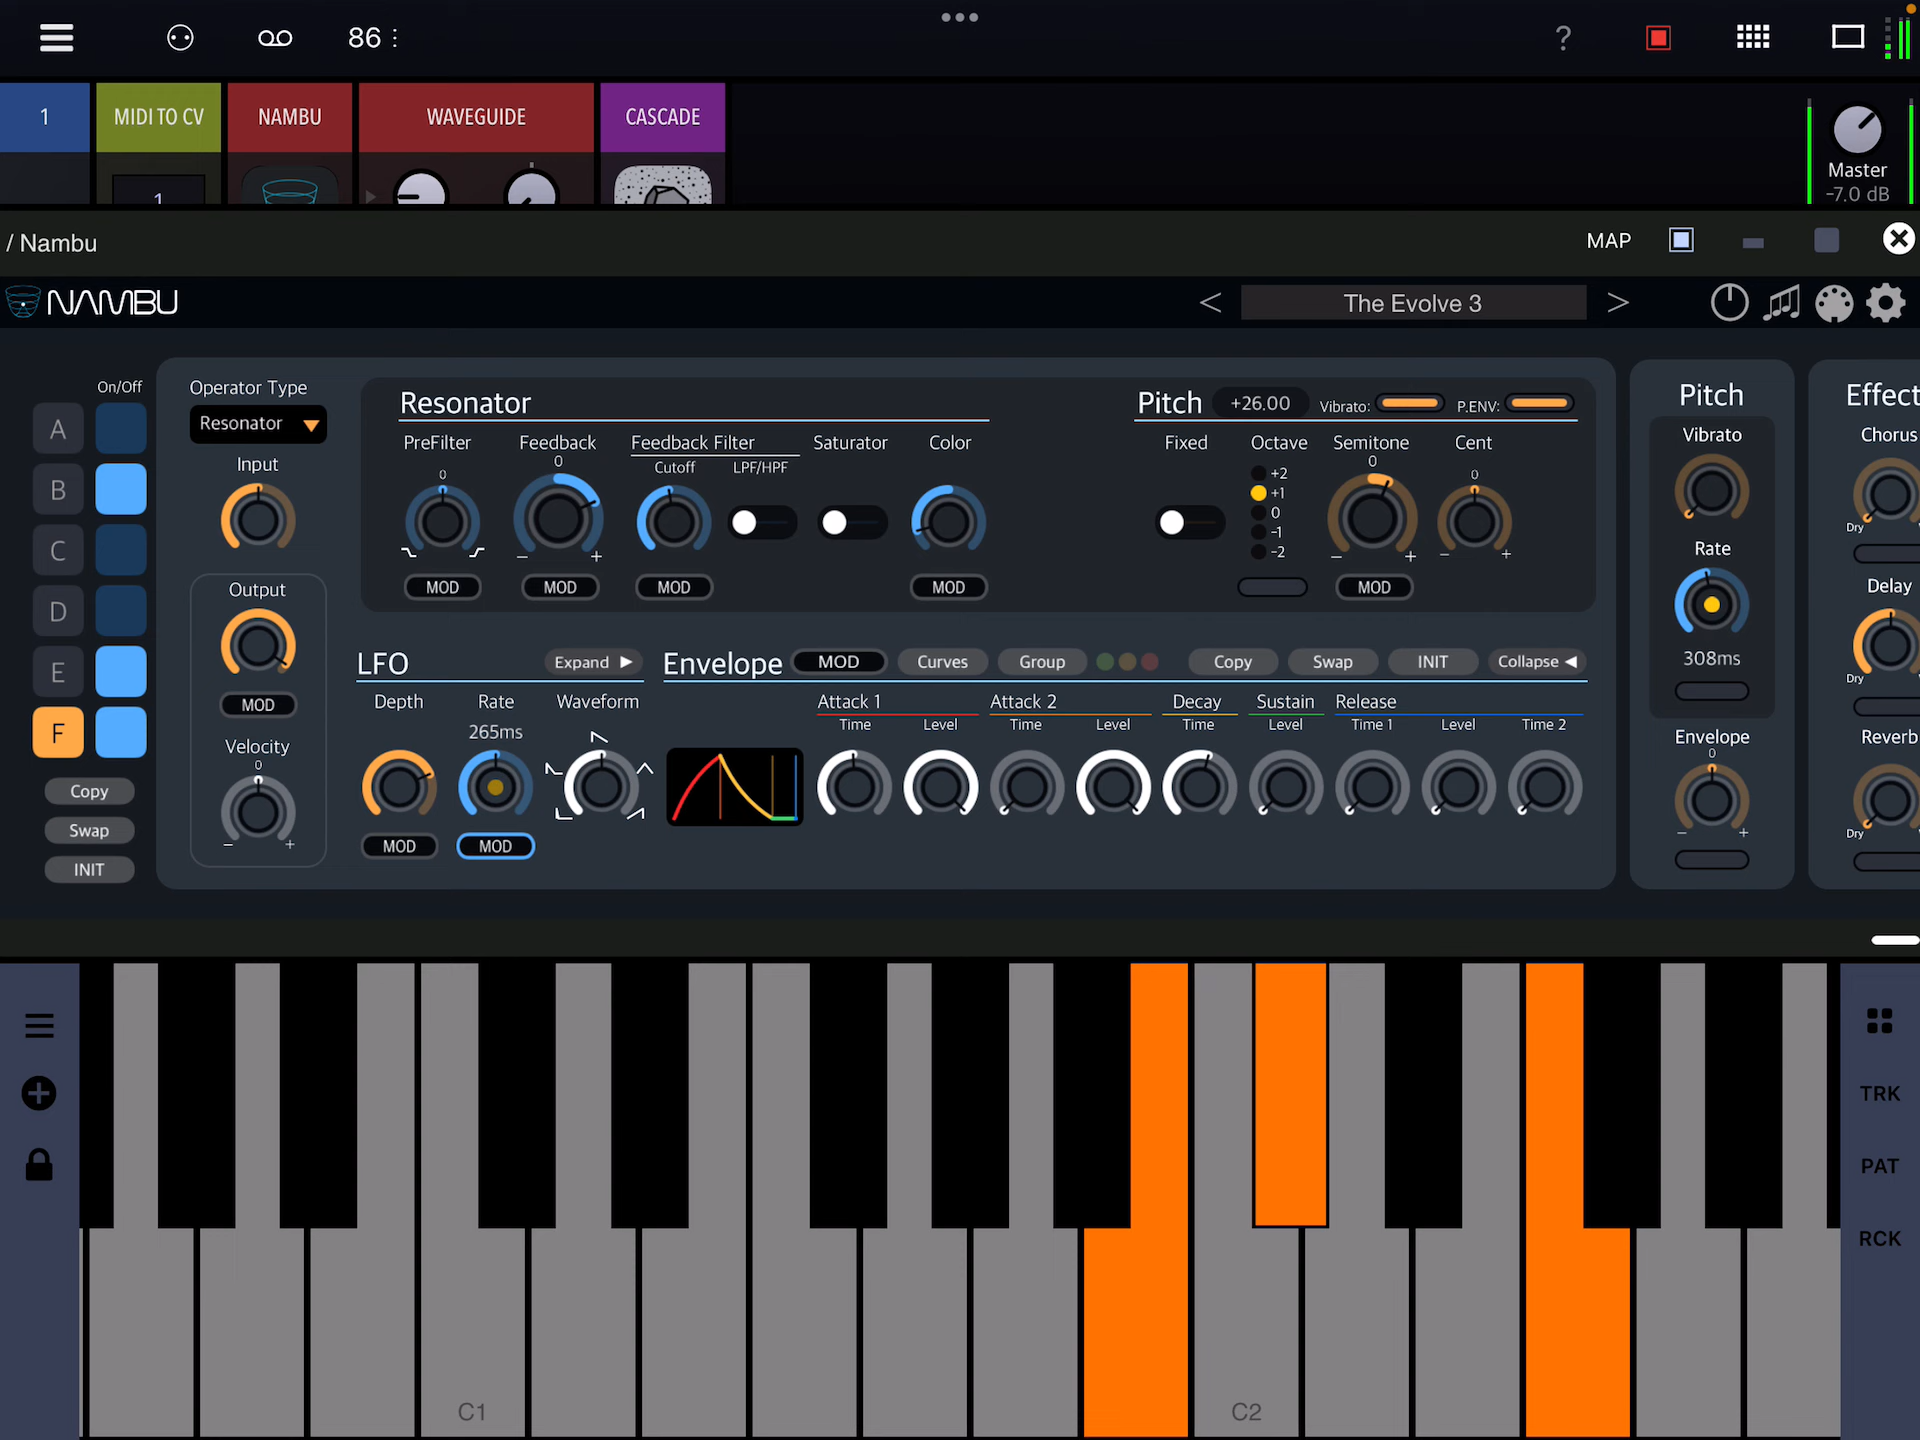 86
?
1
MIDI TO CV
NAMBU
WAVEGUIDE
CASCADE
1
Master
-7.0 dB
/ Nambu
MAP
NAMBU
<
The Evolve 3
>
On/Off
A
B
C
D
E
F
Copy
Swap
INIT
Operator Type
Resonator
Input
Output
MOD
Velocity
0
- +
Resonator
PreFilter
Feedback
Feedback Filter
Saturator
Color
0
0
Cutoff
LPF/HPF
- +
MOD
MOD
MOD
MOD
Pitch
+26.00
Vibrato:
P.ENV:
Fixed
Octave
Semitone
Cent
+2
+1
0
-1
-2
0
0
- +
- +
MOD
LFO
Expand
Depth
Rate
Waveform
265ms
MOD
MOD
Envelope
MOD
Curves
Group
Copy
Swap
INIT
Collapse
Attack 1
Attack 2
Decay
Sustain
Release
Time
Level
Time
Level
Time
Level
Time 1
Level
Time 2
Pitch
Vibrato
Rate
308ms
Envelope
0
- +
Effect
Chorus
Dry
Delay
Dry
Reverb
Dry
TRK
PAT
RCK
C1
C2